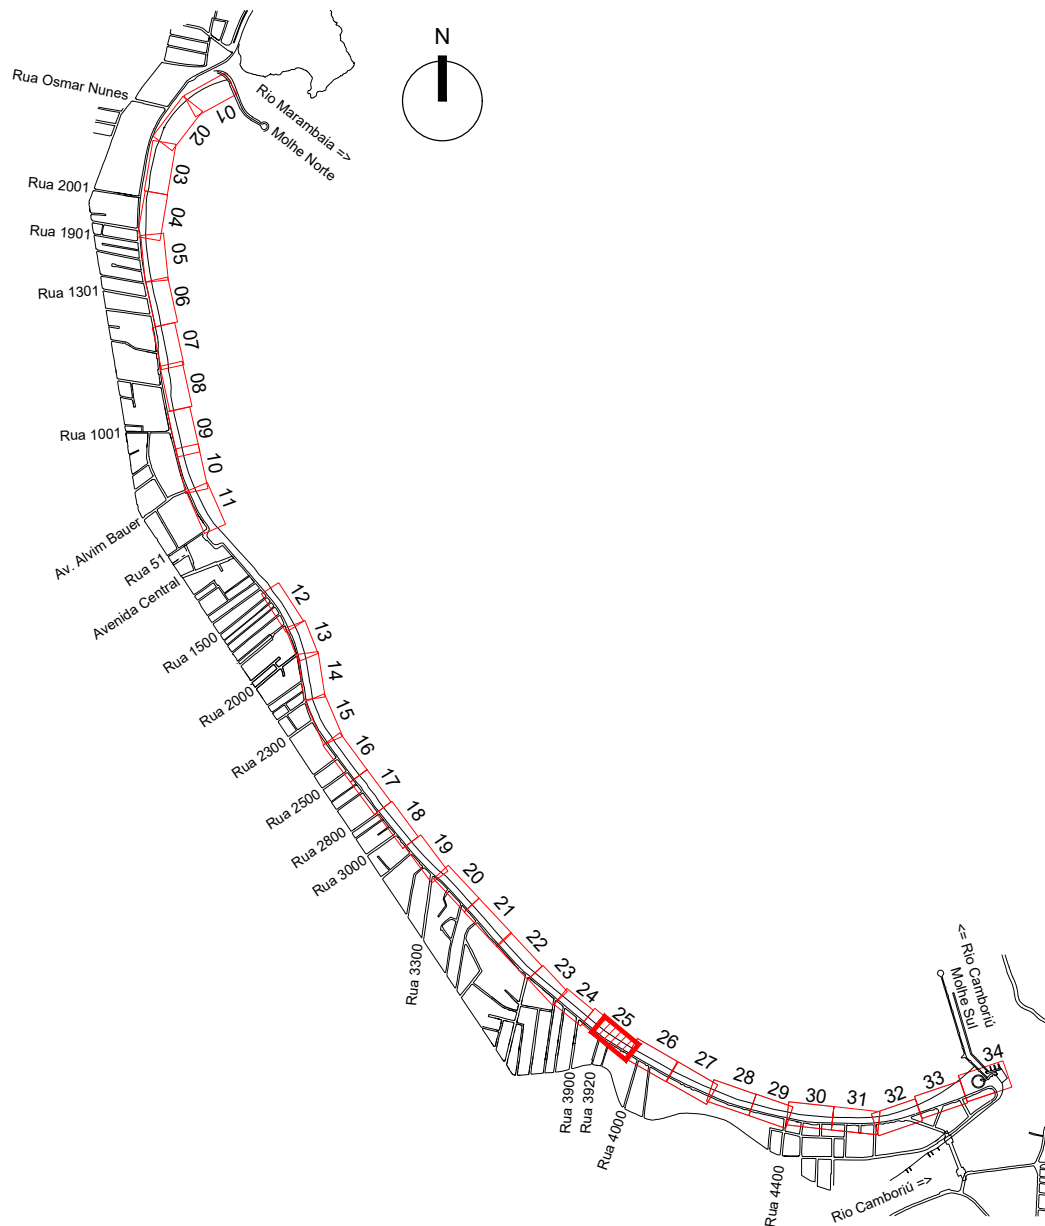 N
Rua Osmar Nunes
Rio Marambaia =>
Molhe Norte
01
02
03
Rua 2001
04
Rua 1901
05
Rua 1301
06
07
08
Rua 1001
09
10
11
Av. Alvim Bauer
Rua 51
Avenida Central
12
Rua 1500
13
14
Rua 2000
15
Rua 2300
16
Rua 2500
17
Rua 2800
18
Rua 3000
19
20
21
Rua 3300
22
23
24
25
<= Rio Camboriú
Molhe Sul
Rua 3900
Rua 3920
Rua 4000
26
27
28
29
30
31
32
33
34
Rua 4400
Rio Camboriú =>